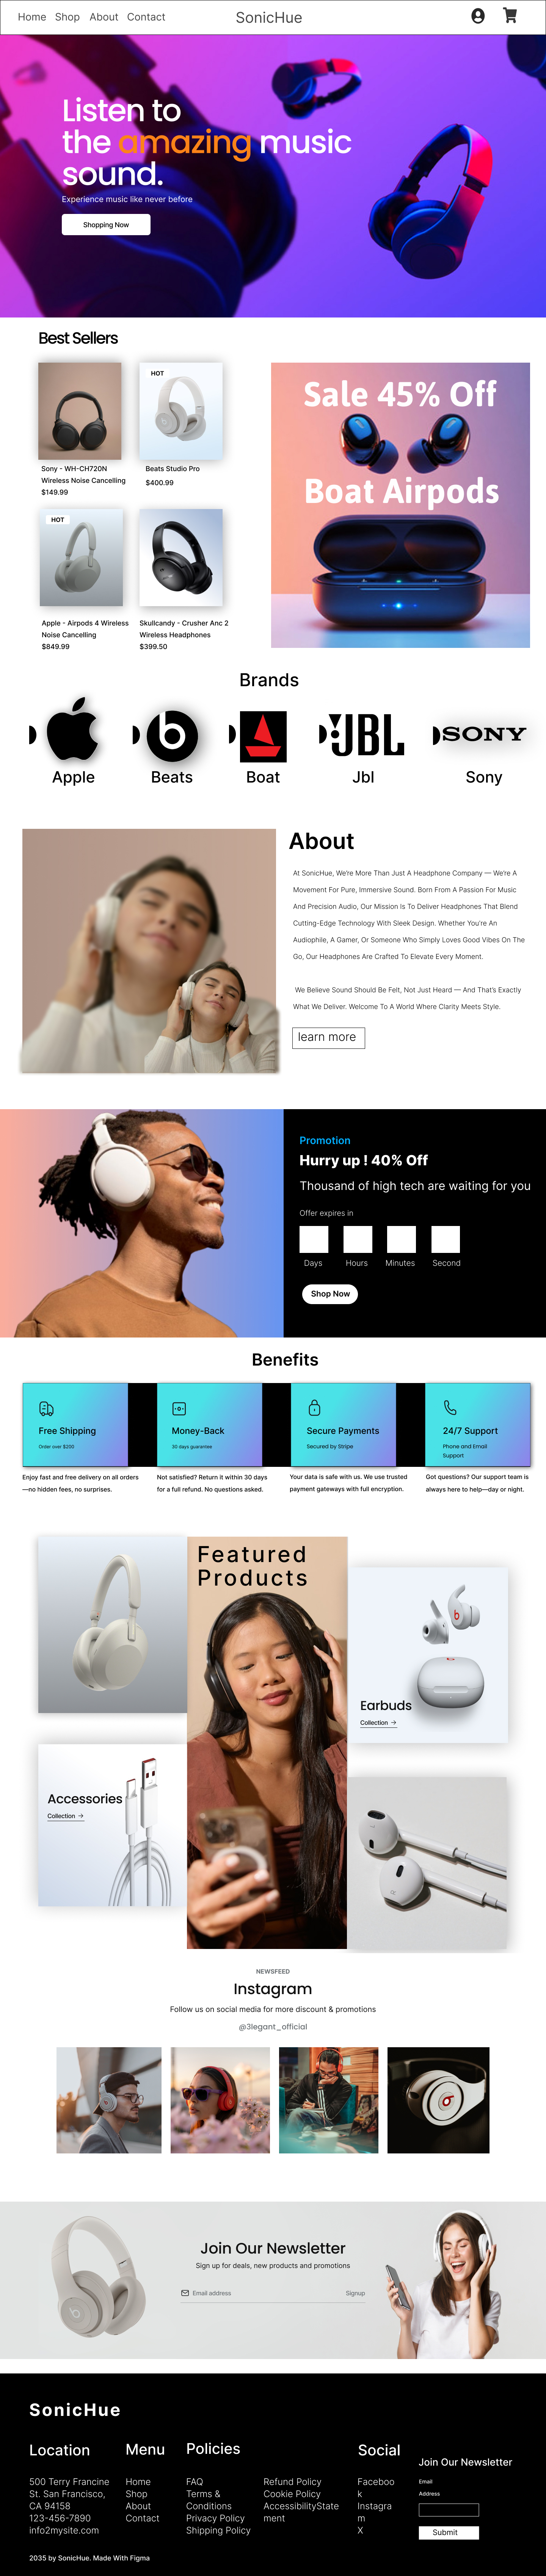 Home Shop About Contact
SonicHue
Listen to
the amazing music
sound.
Experience music like never before
Shopping Now
Best Sellers
Sony - WH-CH720N
Wireless Noise Cancelling
$149.99
HOT
Beats Studio Pro
$400.99
HOT
Apple - Airpods 4 Wireless
Noise Cancelling
$849.99
Skullcandy - Crusher Anc 2
Wireless Headphones
$399.50
Sale 45% Off
Boat Airpods
Brands
JBL
SONY
Apple
Beats
Boat
Jbl
Sony
About
At SonicHue, We're More Than Just A Headphone Company — We're A
Movement For Pure, Immersive Sound. Born From A Passion For Music
And Precision Audio, Our Mission Is To Deliver Headphones That Blend
Cutting-Edge Technology With Sleek Design. Whether You're An
Audiophile, A Gamer, Or Someone Who Simply Loves Good Vibes On The
Go, Our Headphones Are Crafted To Elevate Every Moment.
We Believe Sound Should Be Felt, Not Just Heard — And That's Exactly
What We Deliver. Welcome To A World Where Clarity Meets Style.
learn more
Promotion
Hurry up ! 40% Off
Thousand of high tech are waiting for you
Offer expires in
Days Hours Minutes Second
Shop Now
Benefits
Free Shipping
Order over $200
Enjoy fast and free delivery on all orders
—no hidden fees, no surprises.
Money-Back
30 days guarantee
Not satisfied? Return it within 30 days
for a full refund. No questions asked.
Secure Payments
Secured by Stripe
Your data is safe with us. We use trusted
payment gateways with full encryption.
24/7 Support
Phone and Email
Support
Got questions? Our support team is
always here to help—day or night.
Featured
Products
Earbuds
Collection →
Accessories
Collection →
NEWSFEED
Instagram
Follow us on social media for more discount & promotions
@3legant_official
Join Our Newsletter
Sign up for deals, new products and promotions
Email address
Signup
SonicHue
Location
500 Terry Francine
St. San Francisco,
CA 94158
123-456-7890
info2mysite.com
Menu
Home
Shop
About
Contact
Policies
FAQ
Terms &
Conditions
Privacy Policy
Shipping Policy
Refund Policy
Cookie Policy
AccessibilityState
ment
Social
Faceboo
k
Instagra
m
X
Join Our Newsletter
Email
Address
Submit
2035 by SonicHue. Made With Figma